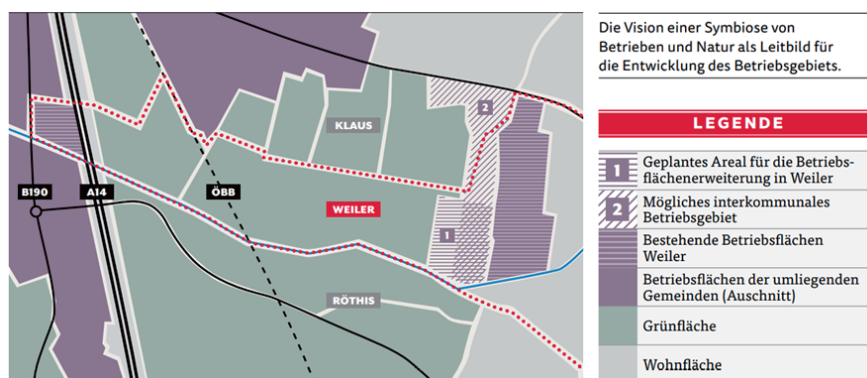 Die Vision einer Symbiose von
Betrieben und Natur als Leitbild für
die Entwicklung des Betriebsgebiets.
2
KLAUS
B190
A14
ÖBB
WEILER
1
RÖTHIS
LEGENDE
1
Geplantes Areal für die Betriebs-
flächenerweiterung in Weiler
2
Mögliches interkommunales
Betriebsgebiet
Bestehende Betriebsflächen
Weiler
Betriebsflächen der umliegenden
Gemeinden (Auschnitt)
Grünfläche
Wohnfläche